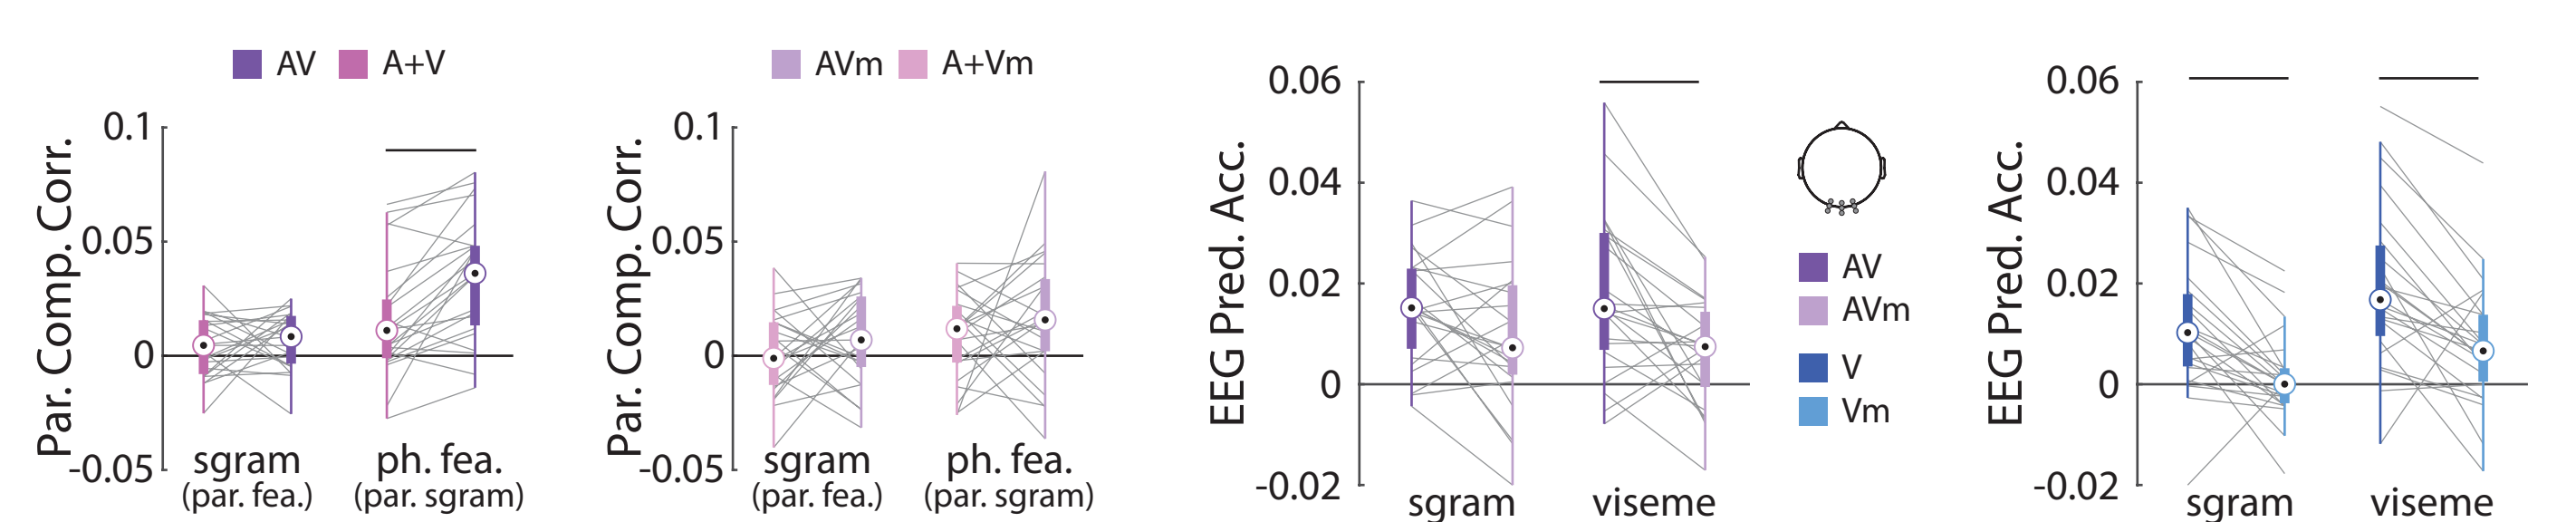 AV A+V
Par. Comp. Corr.
0.1
0.05
0
-0.05
sgram ph. fea.
(par. fea.) (par. sgram)
AVm A+Vm
Par. Comp. Corr.
0.1
0.05
0
-0.05
sgram ph. fea.
(par. fea.) (par. sgram)
EEG Pred. Acc.
0.06
0.04
0.02
0
-0.02
sgram viseme
AV
AVm
V
Vm
EEG Pred. Acc.
0.06
0.04
0.02
0
-0.02
sgram viseme